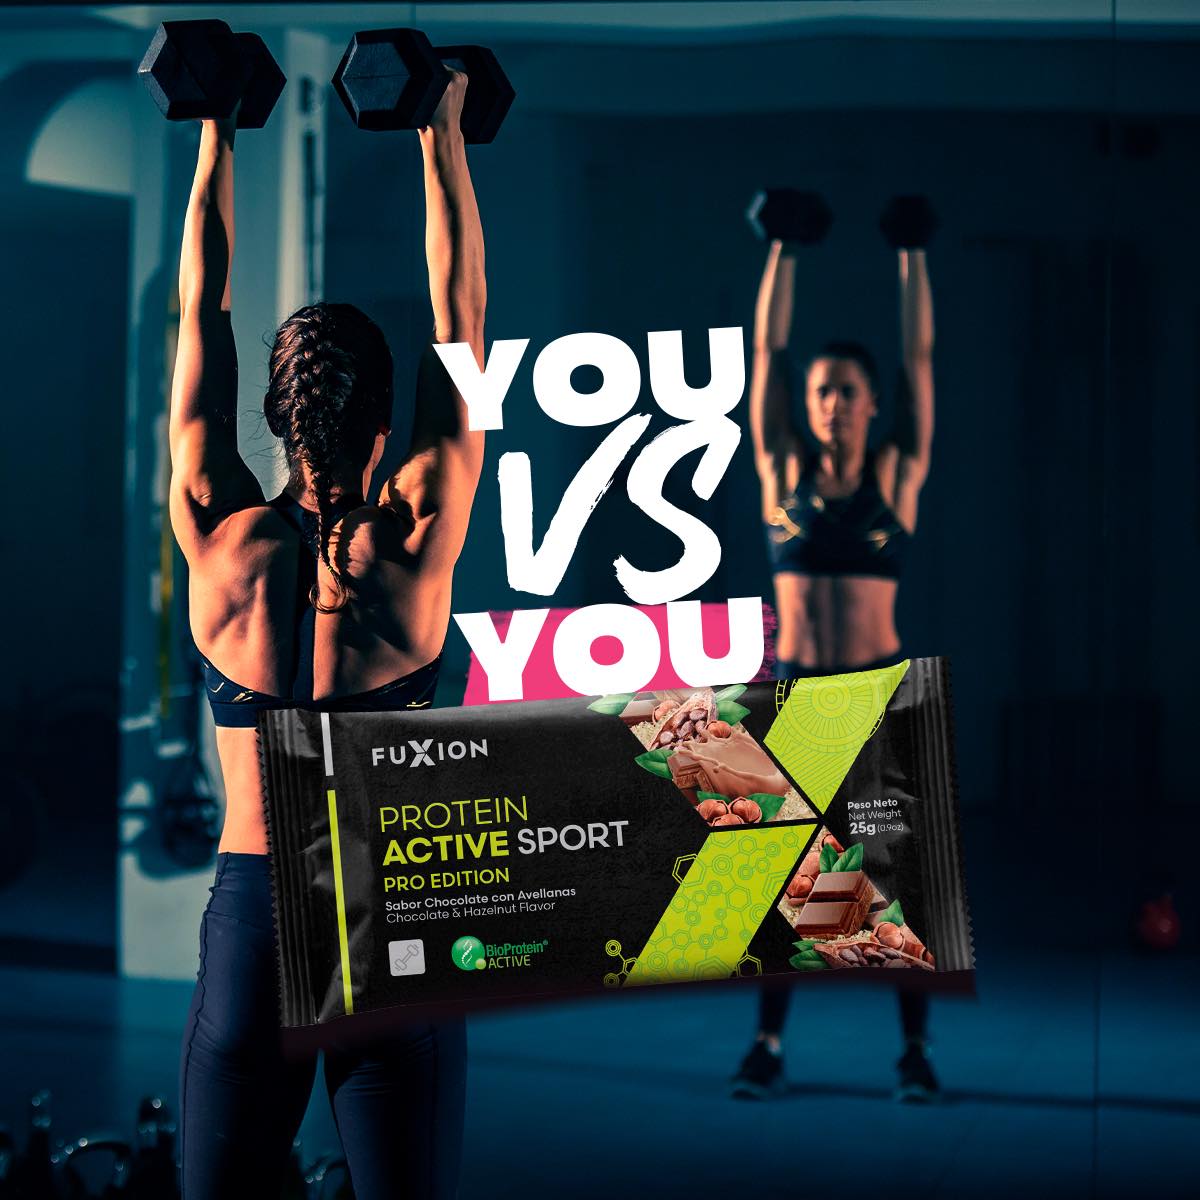 YOU
VS
YOU
FUXION
PROTEIN
ACTIVE SPORT
PRO EDITION
Sabor Chocolate con Avellanas
Chocolate & Hazelnut Flavor
BioProtein®
ACTIVE
Peso Neto
Net Weight
25g (0.9oz)